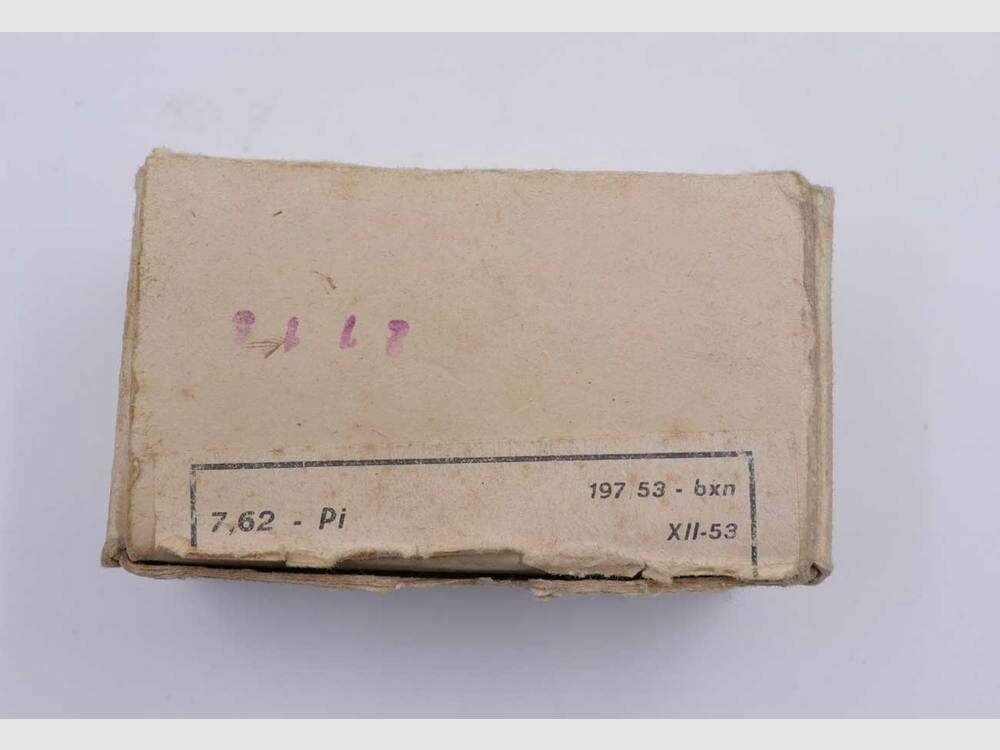 197 53 - bxn
7,62 - Pi
XII-53